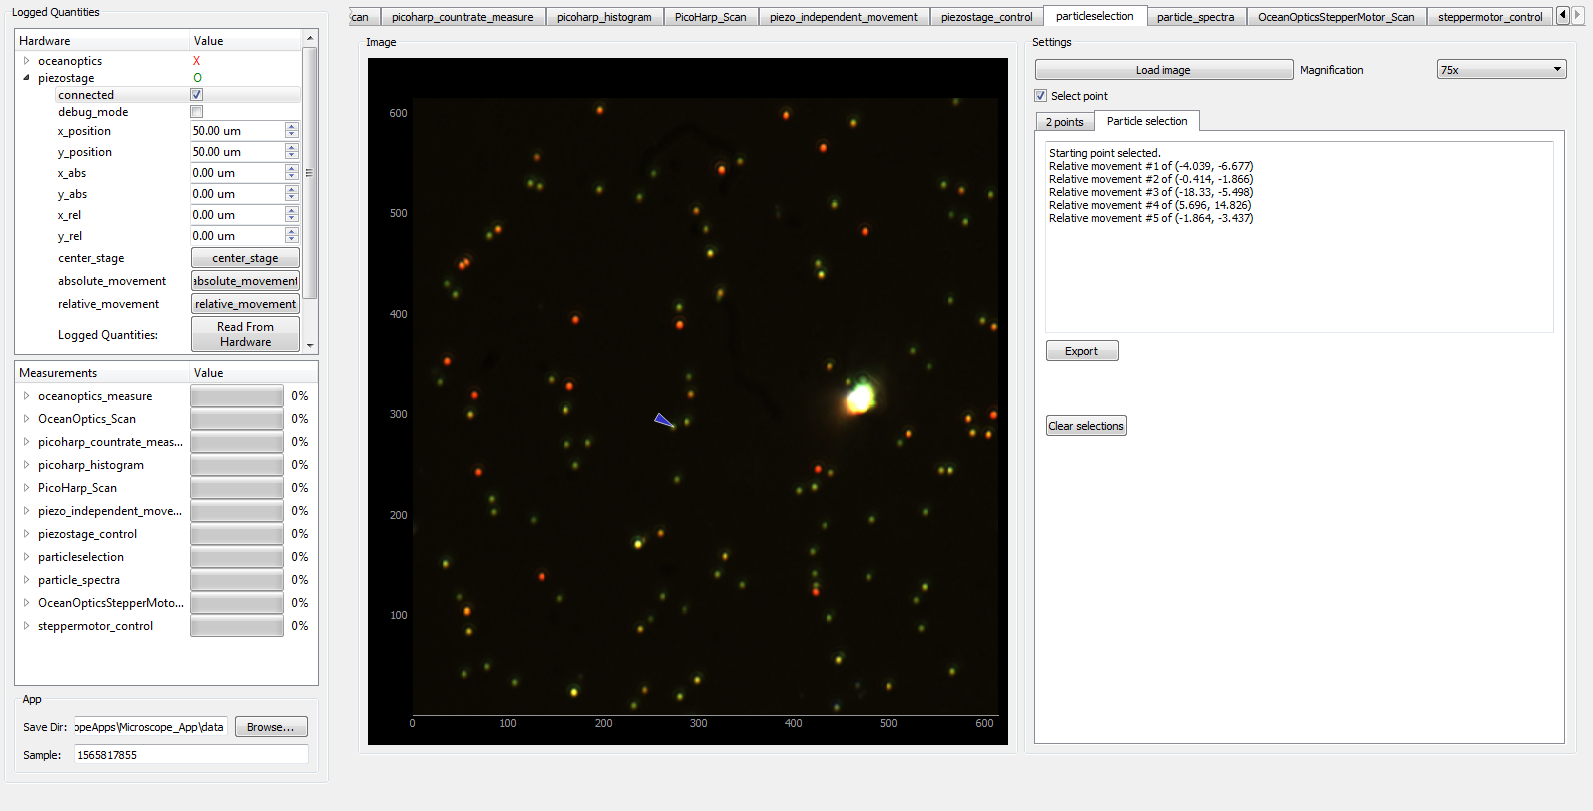 Logged Quantities
Hardware Value
oceanoptics X
piezostage O
connected
debug_mode
x_position 50.00 um
y_position 50.00 um
x_abs 0.00 um
y_abs 0.00 um
x_rel 0.00 um
y_rel 0.00 um
center_stage center_stage
absolute_movement absolute_movement
relative_movement relative_movement
Logged Quantities: Read From
Hardware
Measurements Value
oceanoptics_measure 0%
OceanOptics_Scan 0%
picoharp_countrate_meas... 0%
picoharp_histogram 0%
PicoHarp_Scan 0%
piezo_independent_move... 0%
piezostage_control 0%
particleselection 0%
particle_spectra 0%
OceanOpticsStepperMoto... 0%
steppermotor_control 0%
App
Save Dir: opeApps\Microscope_App\data Browse...
Sample: 1565817855
can picoharp_countrate_measure picoharp_histogram PicoHarp_Scan piezo_independent_movement piezostage_control particleselection particle_spectra OceanOpticsStepperMotor_Scan steppermotor_control
Image
600
500
400
300
200
100
0 100 200 300 400 500 600
Settings
Load image Magnification 75x
Select point
2 points Particle selection
Starting point selected.
Relative movement #1 of (-4.039, -6.677)
Relative movement #2 of (-0.414, -1.866)
Relative movement #3 of (-18.33, -5.498)
Relative movement #4 of (5.696, 14.826)
Relative movement #5 of (-1.864, -3.437)
Export
Clear selections